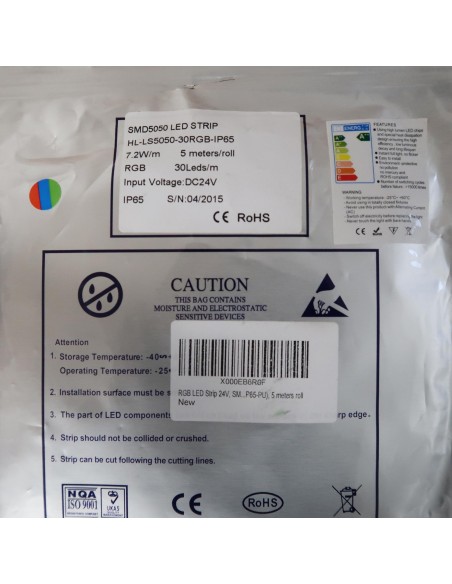 SMD5050 LED STRIP
HL-LS5050-30RGB-IP65
7.2W/m 5 meters/roll
RGB 30Leds/m
Input Voltage:DC24V
IP65 S/N:04/2015
CE RoHS
FEATURES
CAUTION
THIS BAG CONTAINS
MOISTURE AND ELECTROSTATIC
SENSITIVE DEVICES
Attention
1. Storage Temperature: -40
Operating Temperature: -25
X000EB6R0F
RGB LED Strip 24V, SM...P65-PU), 5 meters roll
New
2. Installation surface must be s
3. The part of LED components rp edge.
4. Strip should not be collided or crushed.
5. Strip can be cut following the cutting lines.
NQA
ISO 9001
UKAS
CE
RoHS